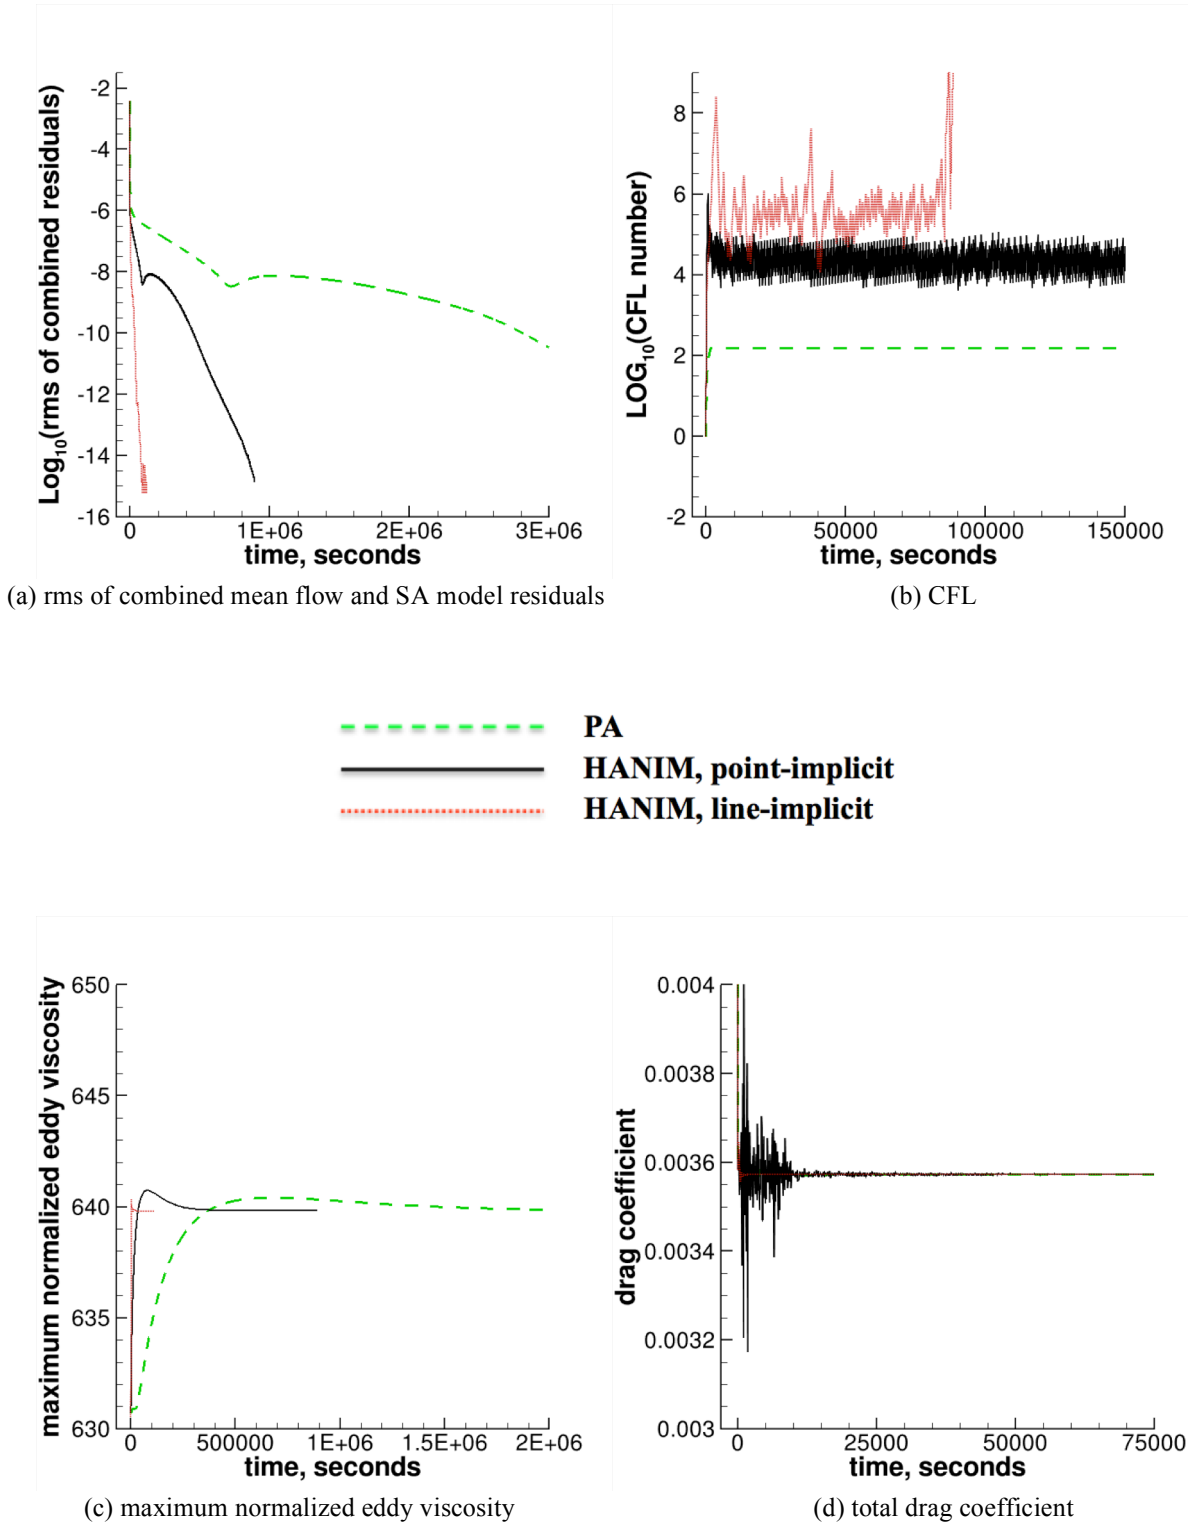 -2
-4
-6
-8
-10
-12
-14
-16
Log10(rms of combined residuals)
0
1E+06
2E+06
3E+06
time, seconds
(a) rms of combined mean flow and SA model residuals
8
6
4
2
0
-2
LOG10(CFL number)
0
50000
100000
150000
time, seconds
(b) CFL
PA
HANIM, point-implicit
HANIM, line-implicit
650
645
640
635
630
maximum normalized eddy viscosity
0
500000
1E+06
1.5E+06
2E+06
time, seconds
(c) maximum normalized eddy viscosity
0.004
0.0038
0.0036
0.0034
0.0032
0.003
drag coefficient
0
25000
50000
75000
time, seconds
(d) total drag coefficient